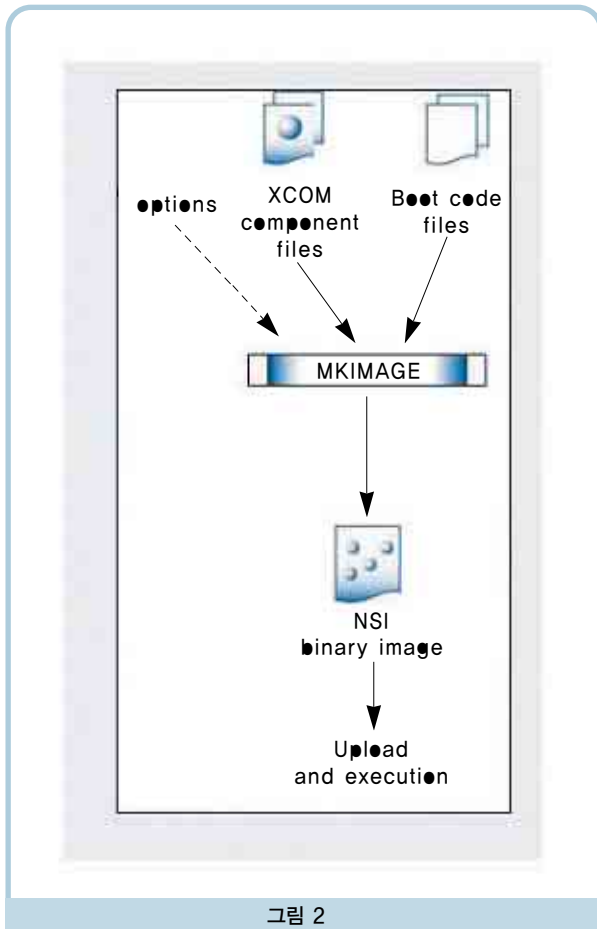 options
XCOM
component
files
Boot code
files
MKIMAGE
NSI
binary image
Upload
and execution
그림 2